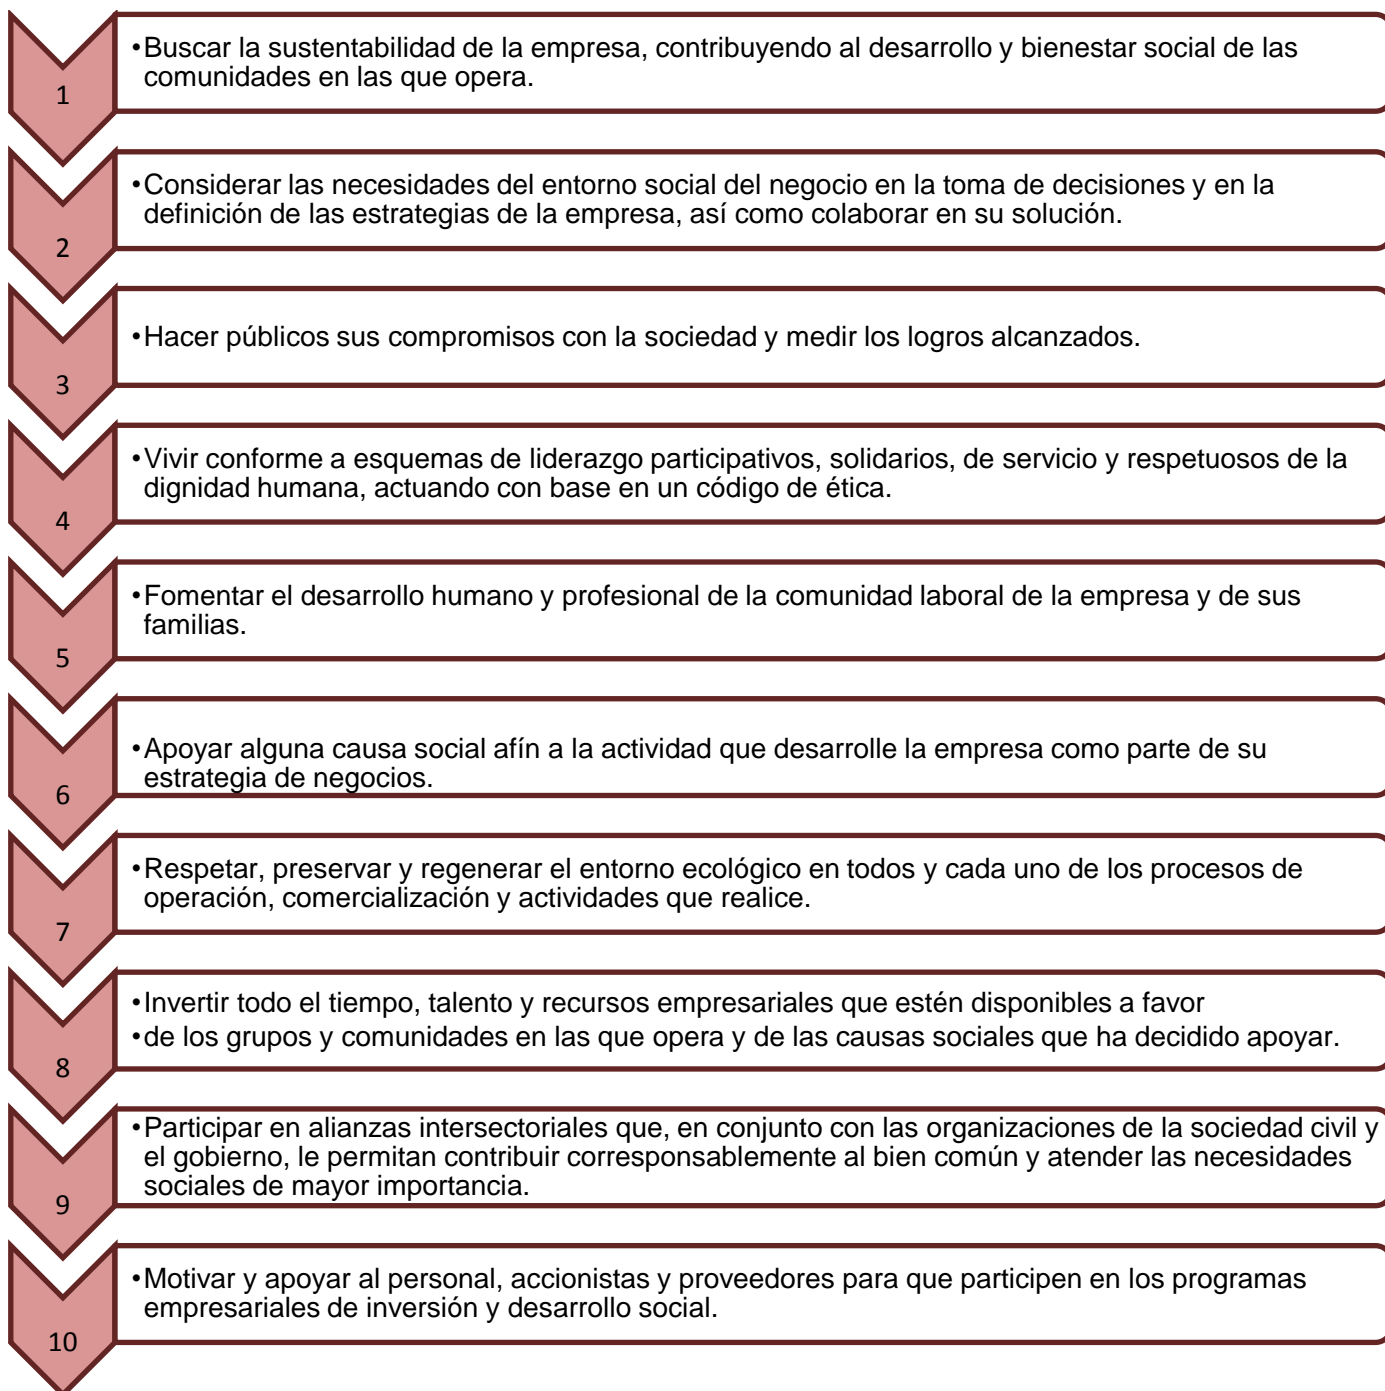 •Buscar la sustentabilidad de la empresa, contribuyendo al desarrollo y bienestar social de las
comunidades en las que opera.
1
•Considerar las necesidades del entorno social del negocio en la toma de decisiones y en la
definición de las estrategias de la empresa, así como colaborar en su solución.
2
•Hacer públicos sus compromisos con la sociedad y medir los logros alcanzados.
3
•Vivir conforme a esquemas de liderazgo participativos, solidarios, de servicio y respetuosos de la
dignidad humana, actuando con base en un código de ética.
4
•Fomentar el desarrollo humano y profesional de la comunidad laboral de la empresa y de sus
familias.
5
•Apoyar alguna causa social afín a la actividad que desarrolle la empresa como parte de su
estrategia de negocios.
6
•Respetar, preservar y regenerar el entorno ecológico en todos y cada uno de los procesos de
operación, comercialización y actividades que realice.
7
•Invertir todo el tiempo, talento y recursos empresariales que estén disponibles a favor
•de los grupos y comunidades en las que opera y de las causas sociales que ha decidido apoyar.
8
•Participar en alianzas intersectoriales que, en conjunto con las organizaciones de la sociedad civil y
el gobierno, le permitan contribuir corresponsablemente al bien común y atender las necesidades
sociales de mayor importancia.
9
•Motivar y apoyar al personal, accionistas y proveedores para que participen en los programas
empresariales de inversión y desarrollo social.
10